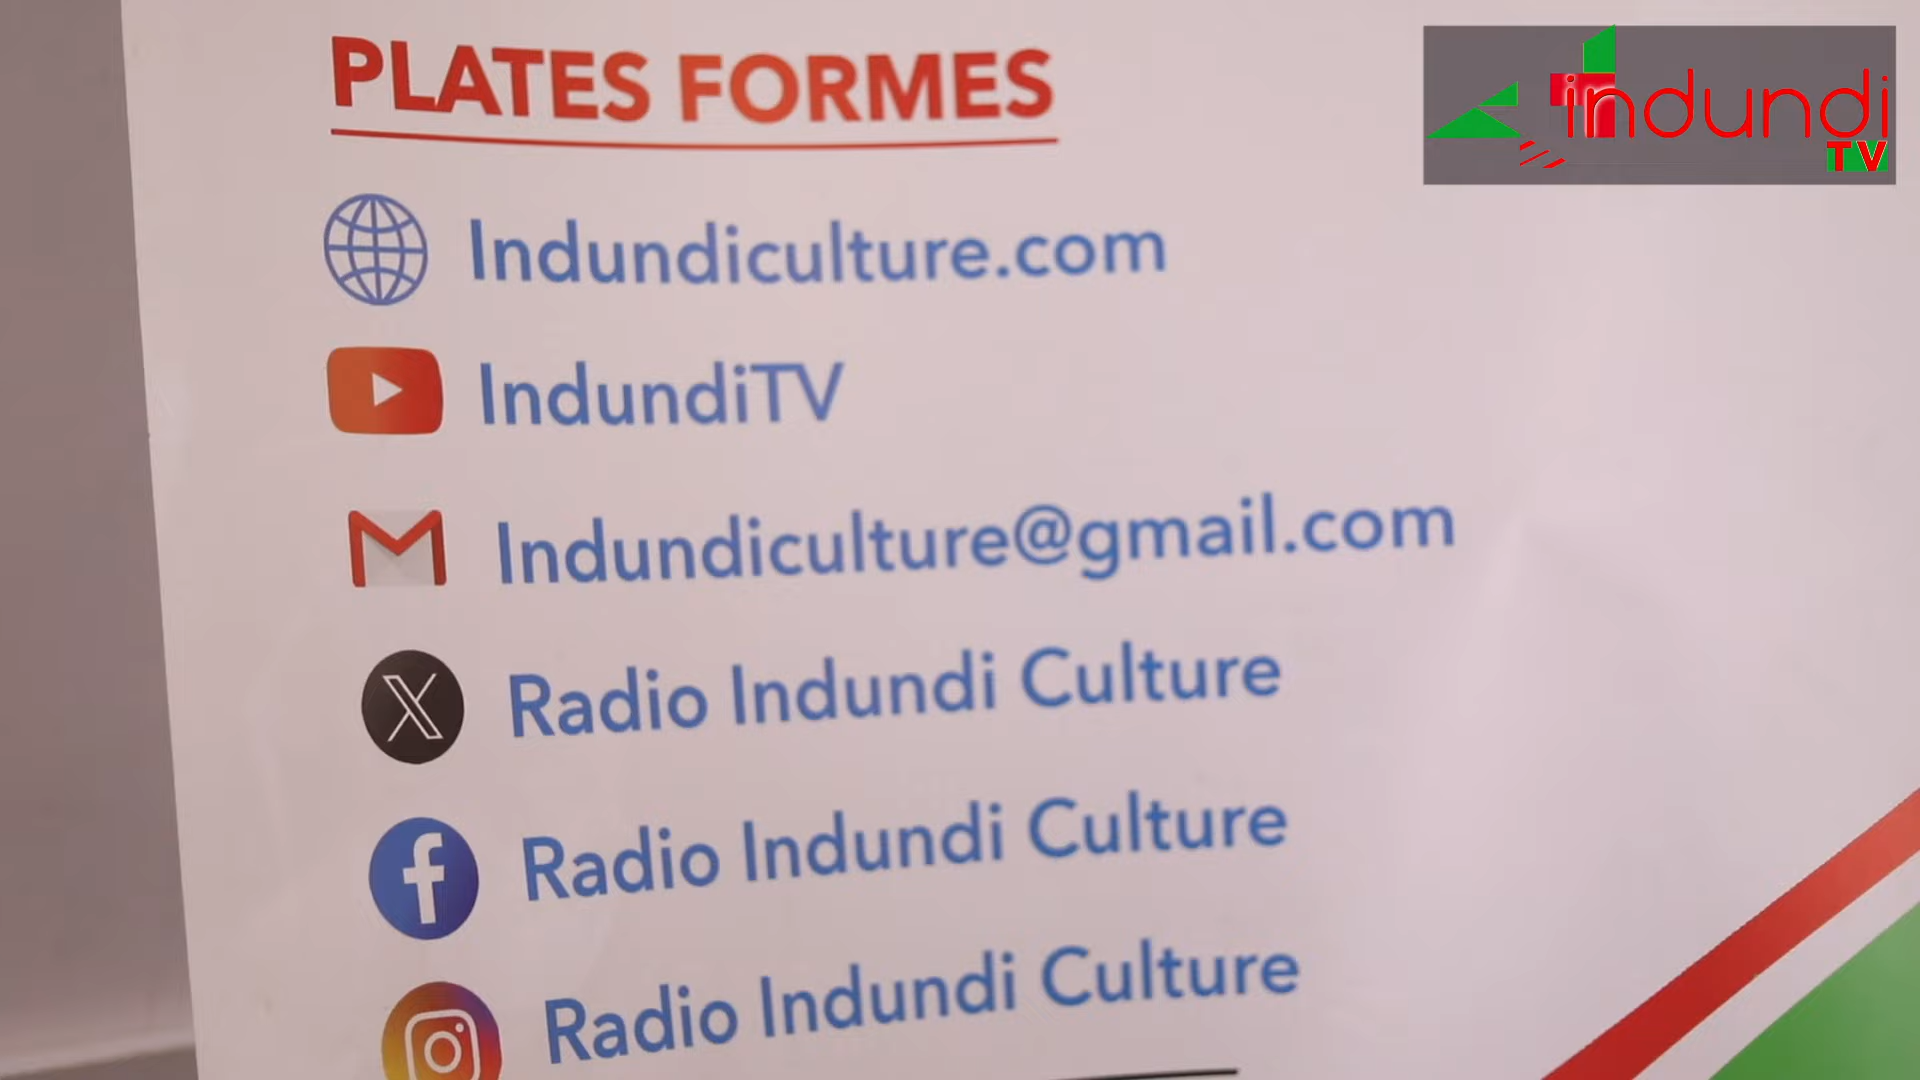 PLATES FORMES
indundi
TV
Indundiculture.com
IndundiTV
Indundiculture@gmail.com
Radio Indundi Culture
Radio Indundi Culture
Radio Indundi Culture